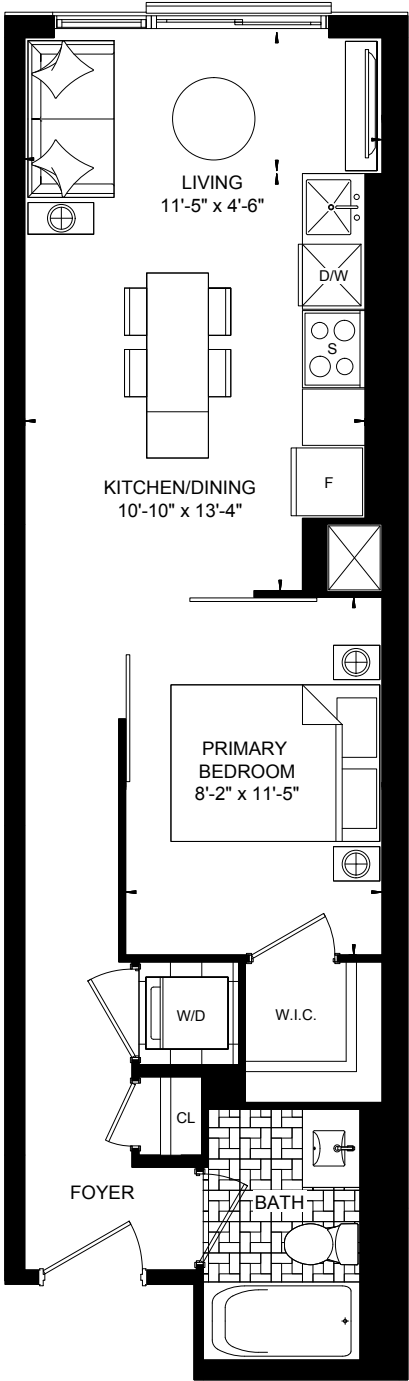 LIVING
11'-5" x 4'-6"
D/W
S
KITCHEN/DINING
10'-10" x 13'-4"
F
PRIMARY
BEDROOM
8'-2" x 11'-5"
W/D
W.I.C.
CL
FOYER
BATH